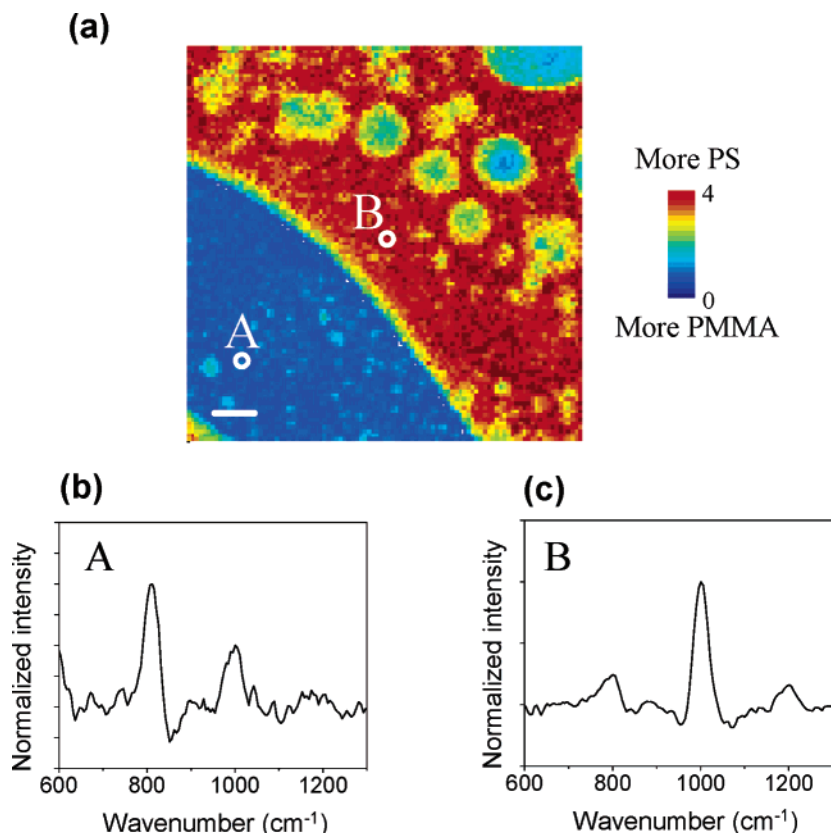 (a)
B
A
More PS
4
0
More PMMA
(b)
A
Normalized intensity
600 800 1000 1200
Wavenumber (cm⁻¹)
(c)
B
Normalized intensity
600 800 1000 1200
Wavenumber (cm⁻¹)